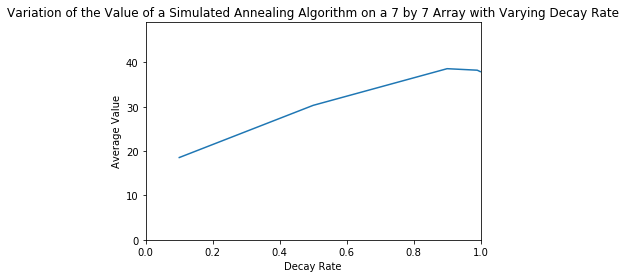 Variation of the Value of a Simulated Annealing Algorithm on a 7 by 7 Array with Varying Decay Rate
40
30
20
10
0
Average Value
0.0 0.2 0.4 0.6 0.8 1.0
Decay Rate